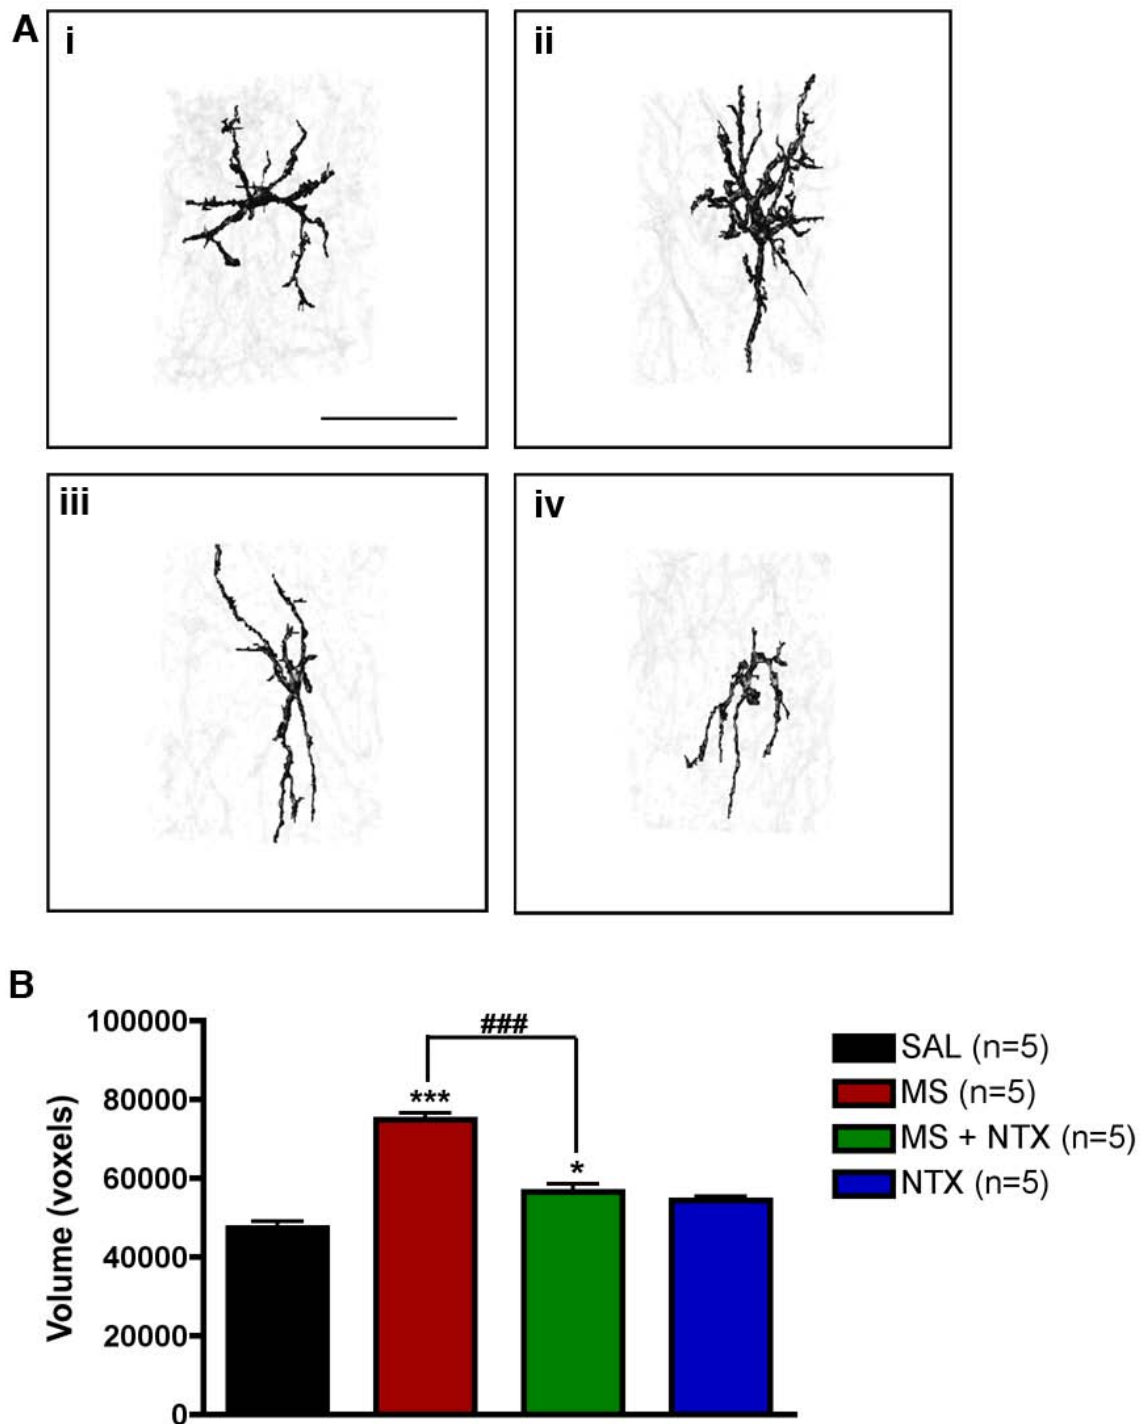 A
i
ii
iii
iv
B
Volume (voxels)
100000
80000
60000
40000
20000
0
###
***
*
SAL (n=5)
MS (n=5)
MS + NTX (n=5)
NTX (n=5)